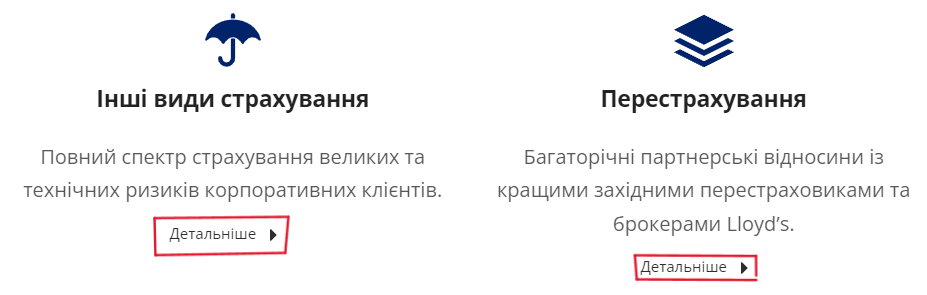 Інші види страхування
Повний спектр страхування великих та
технічних ризиків корпоративних клієнтів.
Детальніше
Перестрахування
Багаторічні партнерські відносини із
кращими західними перестраховиками та
брокерами Lloyd’s.
Детальніше